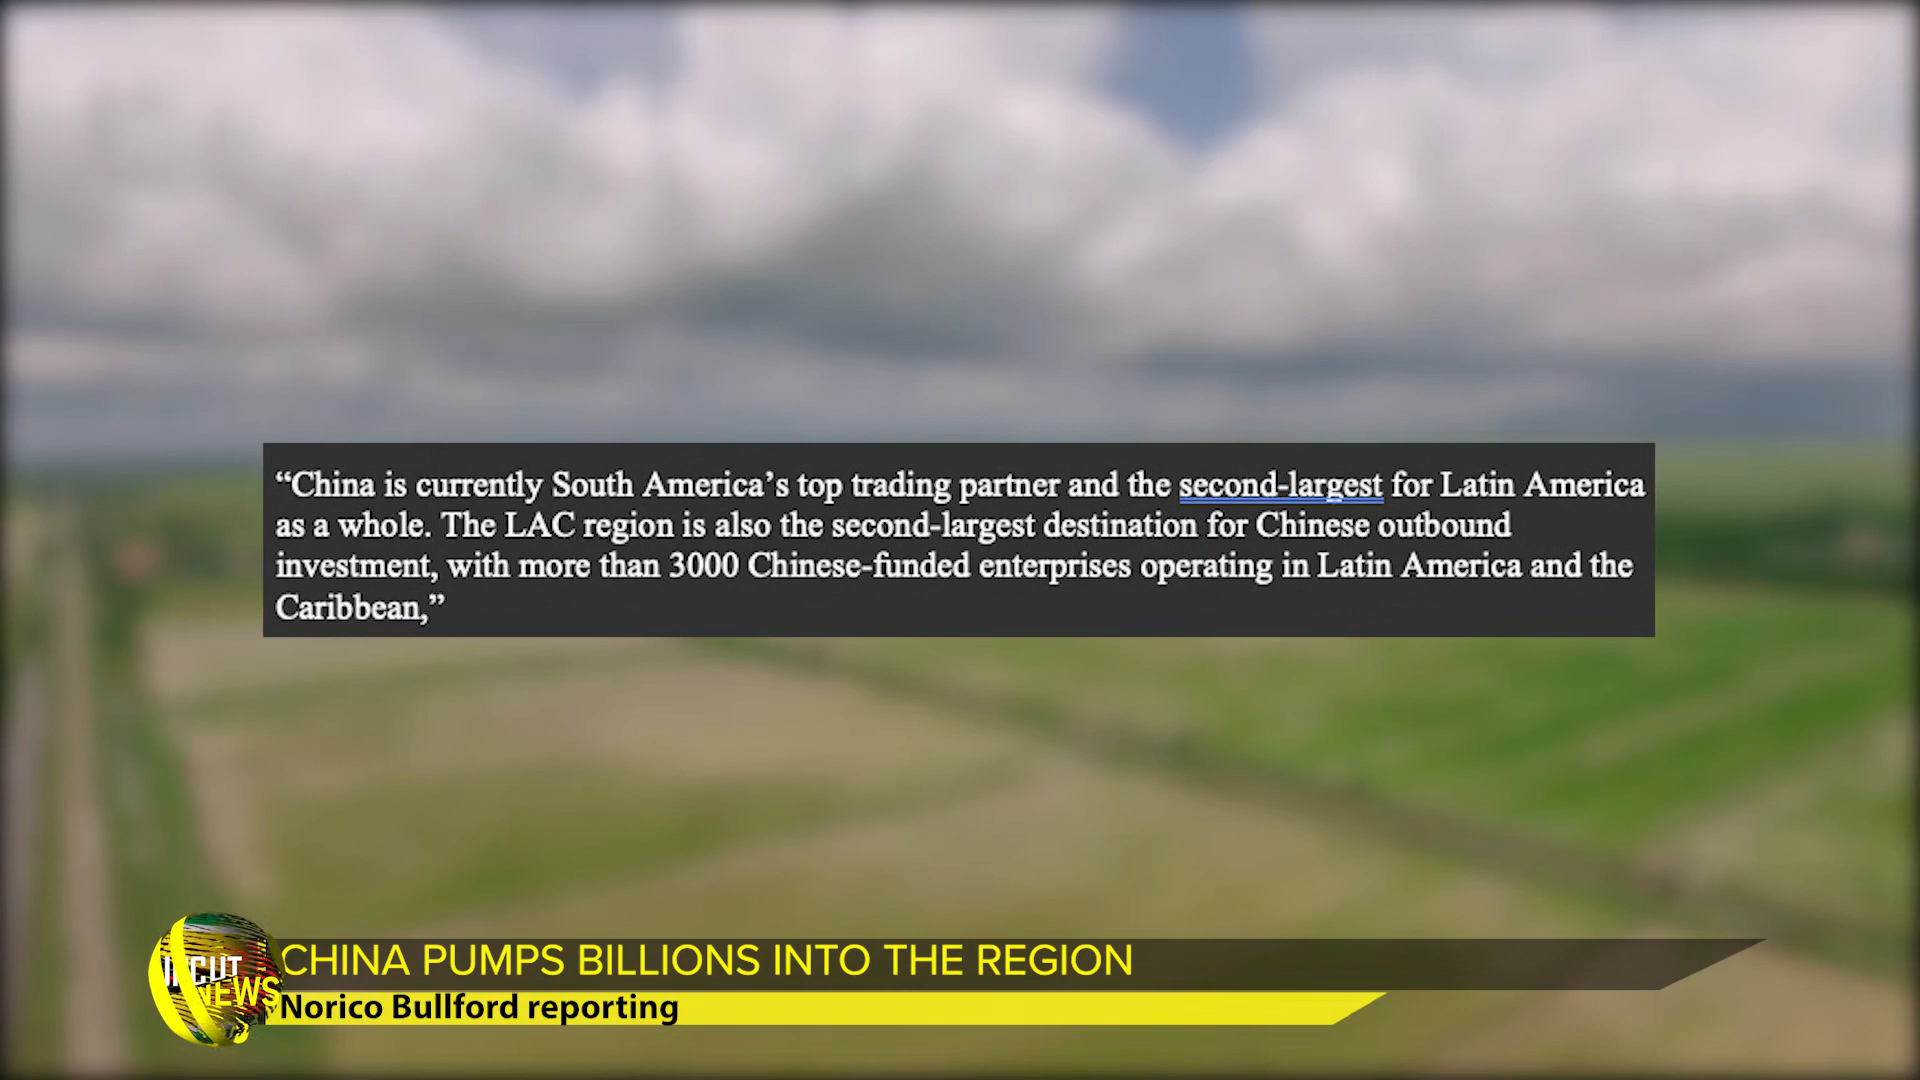 “China is currently South America’s top trading partner and the second-largest for Latin America
as a whole. The LAC region is also the second-largest destination for Chinese outbound
investment, with more than 3000 Chinese-funded enterprises operating in Latin America and the
Caribbean,”
CHINA PUMPS BILLIONS INTO THE REGION
NEWS
Norico Bullford reporting